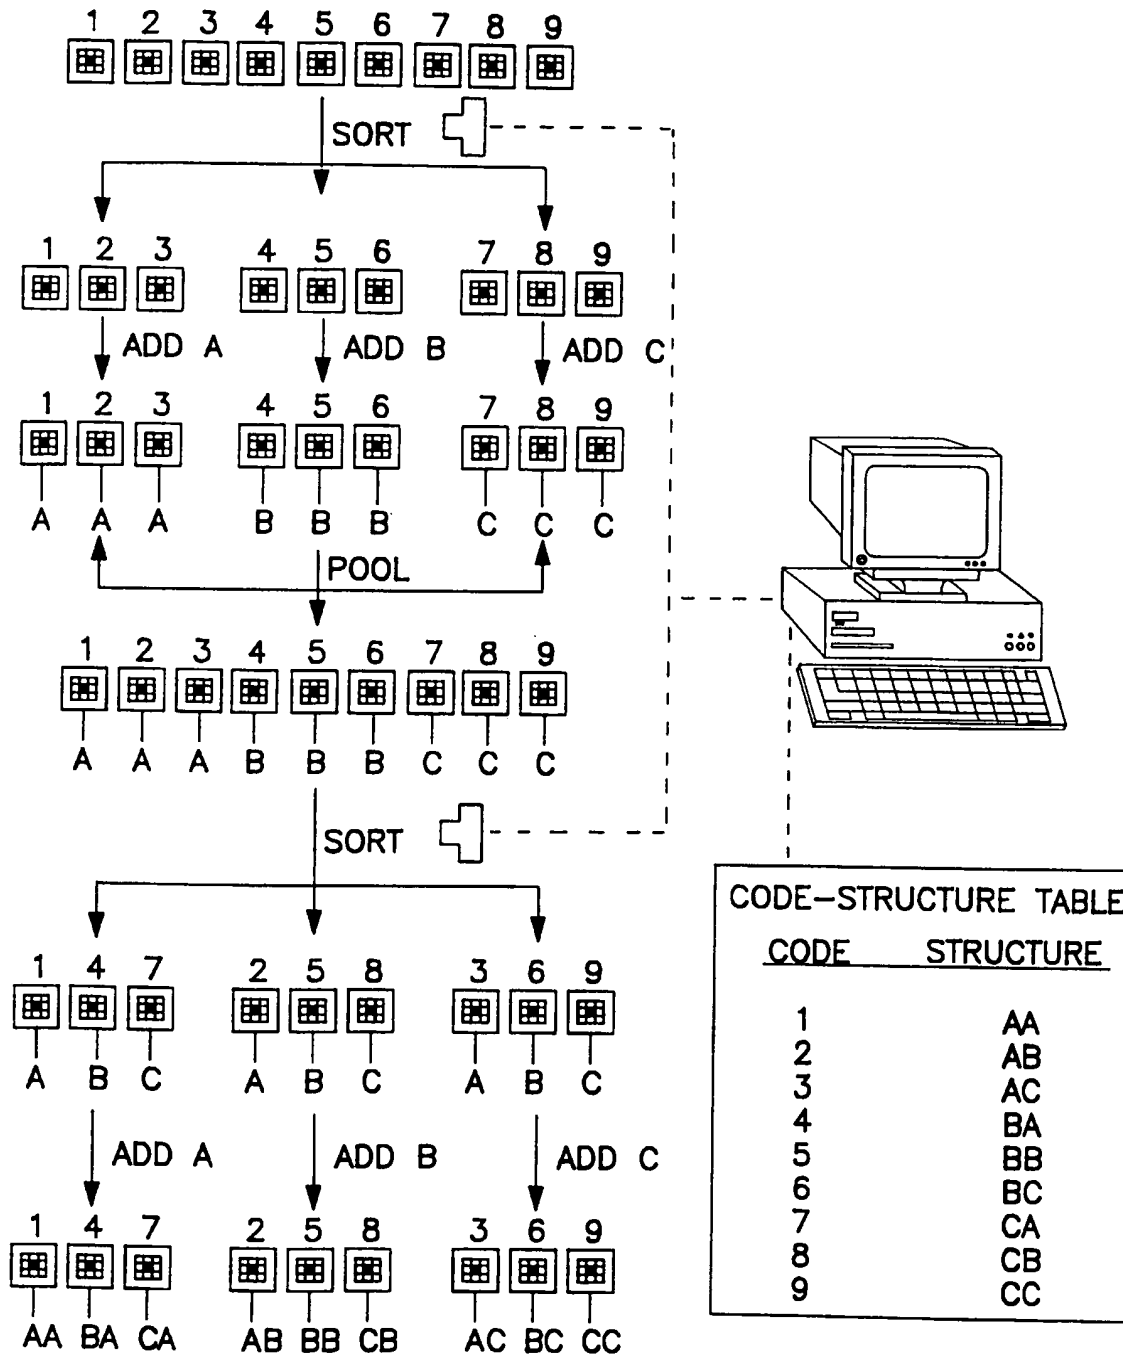 1 2 3 4 5 6 7 8 9
SORT
1 2 3 4 5 6 7 8 9
ADD A ADD B ADD C
1 2 3 4 5 6 7 8 9
A A A B B B C C C
POOL
1 2 3 4 5 6 7 8 9
A A A B B B C C C
SORT
1 4 7 2 5 8 3 6 9
A B C A B C A B C
ADD A ADD B ADD C
1 4 7 2 5 8 3 6 9
AA BA CA AB BB CB AC BC CC
CODE-STRUCTURE TABLE
CODE STRUCTURE
1 AA
2 AB
3 AC
4 BA
5 BB
6 BC
7 CA
8 CB
9 CC